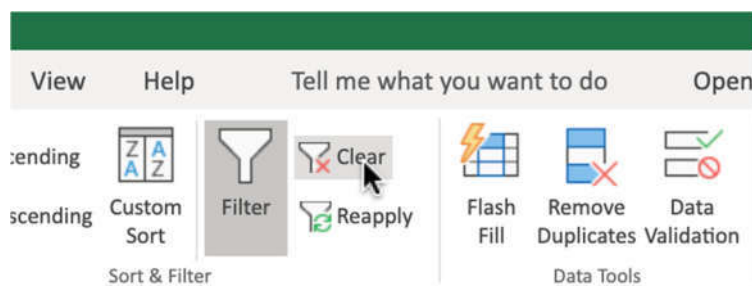 View Help Tell me what you want to do Open
cending
scending
Custom
Sort
Filter
Clear
Reapply
Sort & Filter
Flash
Fill
Remove
Duplicates
Data
Validation
Data Tools